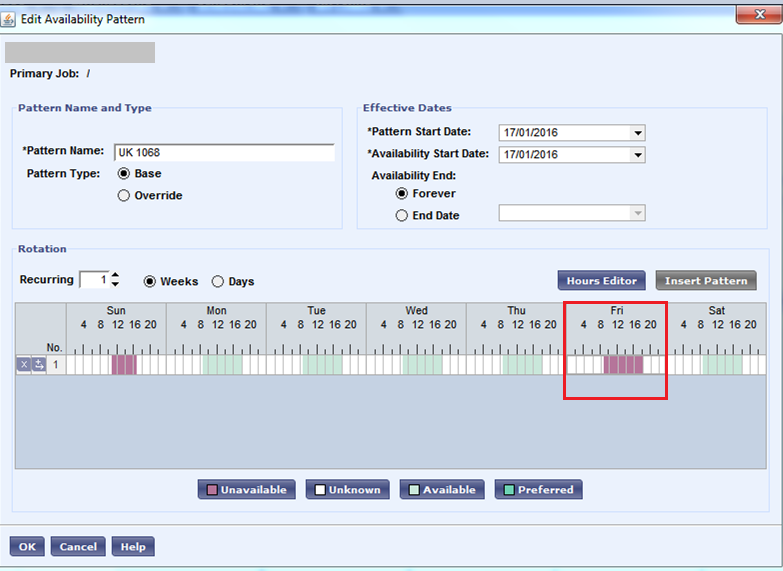 Edit Availability Pattern
Primary Job: /
Pattern Name and Type
*Pattern Name: UK 1068
Pattern Type: Base
Override
Effective Dates
*Pattern Start Date: 17/01/2016
*Availability Start Date: 17/01/2016
Availability End:
Forever
End Date
Rotation
Recurring 1 Weeks Days
Hours Editor Insert Pattern
Sun Mon Tue Wed Thu Fri Sat
4 8 12 16 20 4 8 12 16 20 4 8 12 16 20 4 8 12 16 20 4 8 12 16 20 4 8 12 16 20 4 8 12 16 20
No.
x 1
Unavailable Unknown Available Preferred
OK Cancel Help